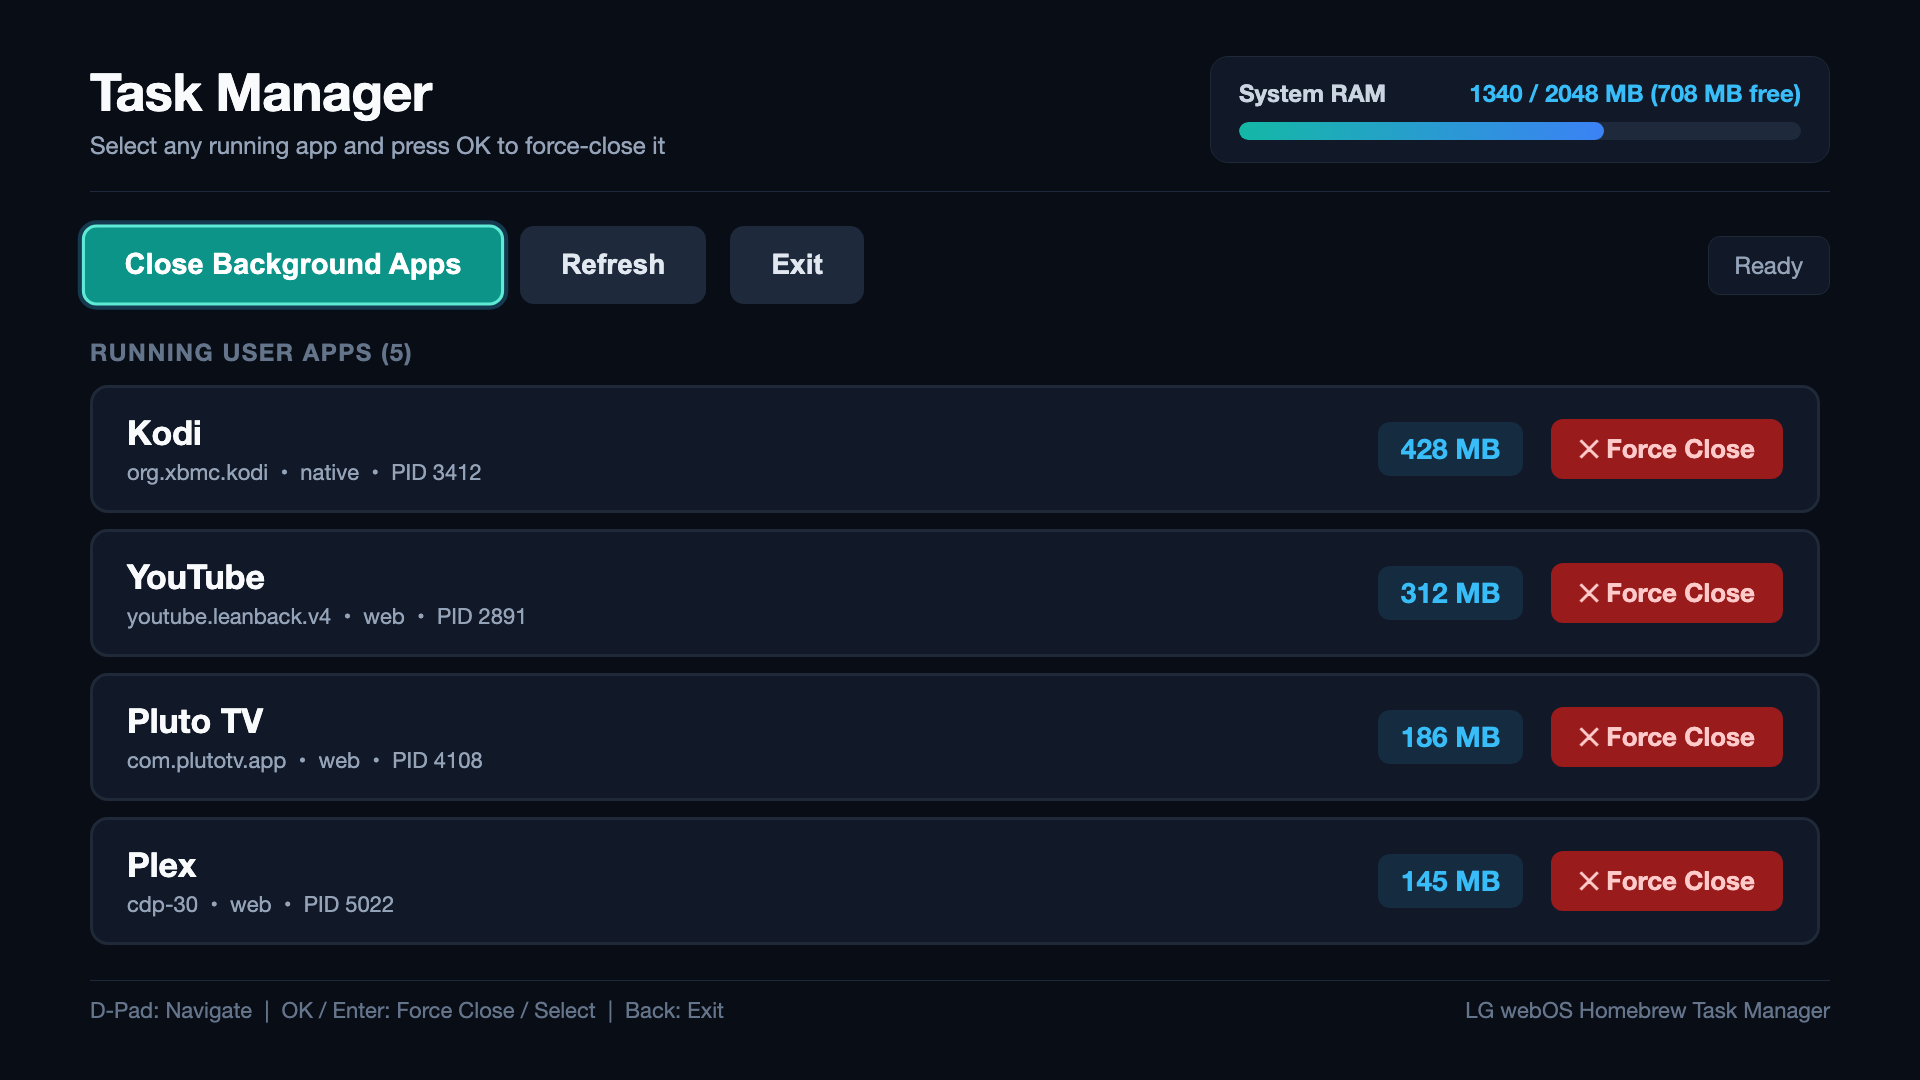 Task Manager
Select any running app and press OK to force-close it
System RAM 1340 / 2048 MB (708 MB free)
Close Background Apps Refresh Exit Ready
RUNNING USER APPS (5)
Kodi
org.xbmc.kodi • native • PID 3412
428 MB ✕ Force Close
YouTube
youtube.leanback.v4 • web • PID 2891
312 MB ✕ Force Close
Pluto TV
com.plutotv.app • web • PID 4108
186 MB ✕ Force Close
Plex
cdp-30 • web • PID 5022
145 MB ✕ Force Close
D-Pad: Navigate | OK / Enter: Force Close / Select | Back: Exit
LG webOS Homebrew Task Manager